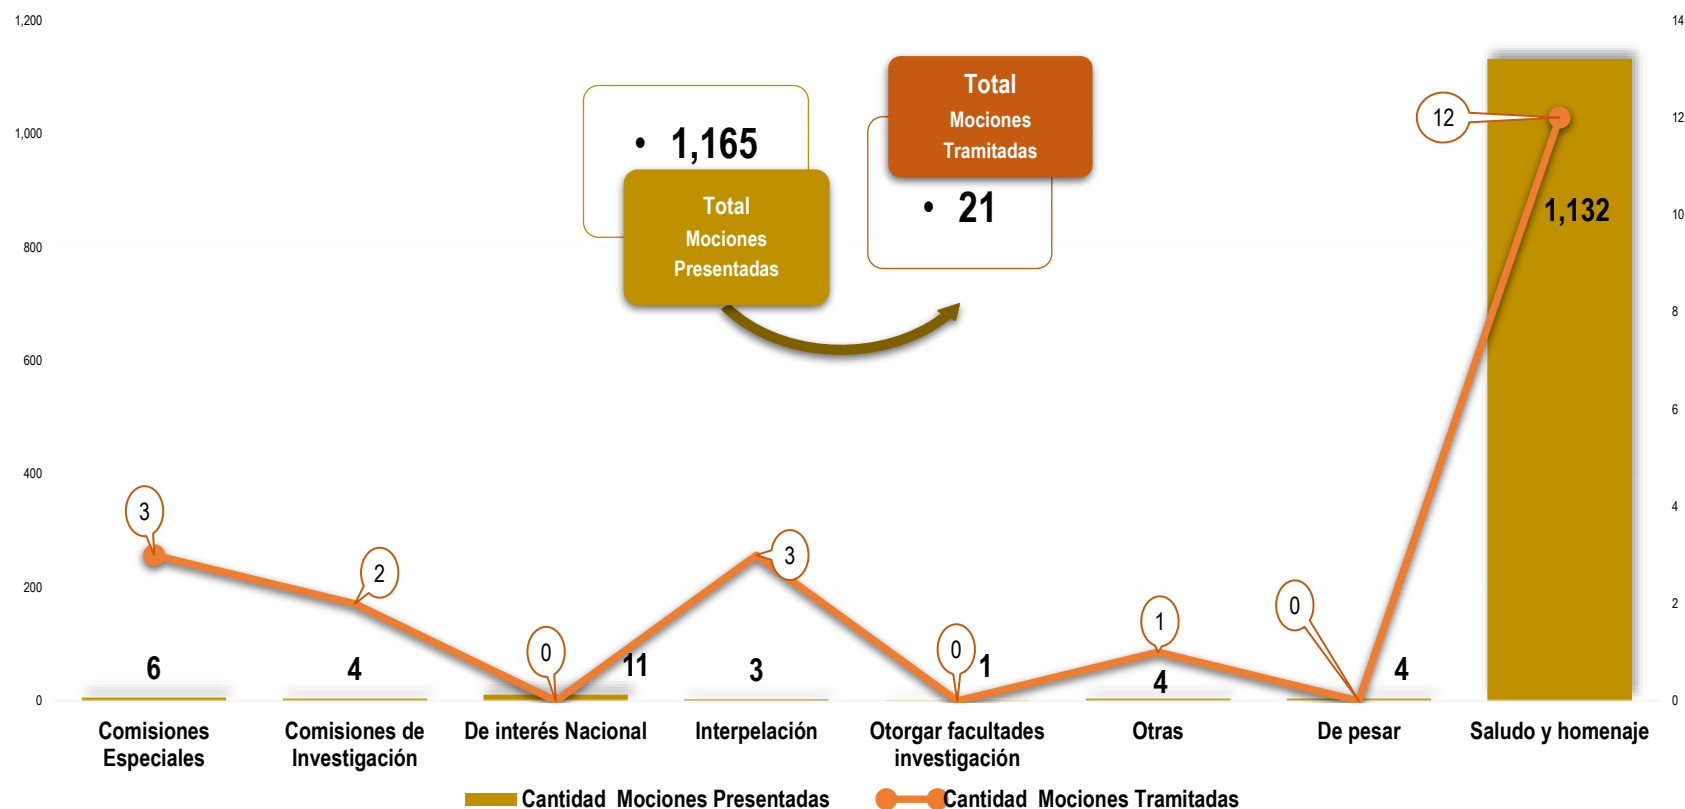 1,200
1,000
800
600
400
200
0
14
12
10
8
6
4
2
0
• 1,165
Total
Mociones
Presentadas
Total
Mociones
Tramitadas
• 21
3
2
0
3
0
1
0
12
6
4
11
3
1
4
4
1,132
Comisiones
Especiales
Comisiones de
Investigación
De interés Nacional
Interpelación
Otorgar facultades
investigación
Otras
De pesar
Saludo y homenaje
Cantidad Mociones Presentadas
Cantidad Mociones Tramitadas